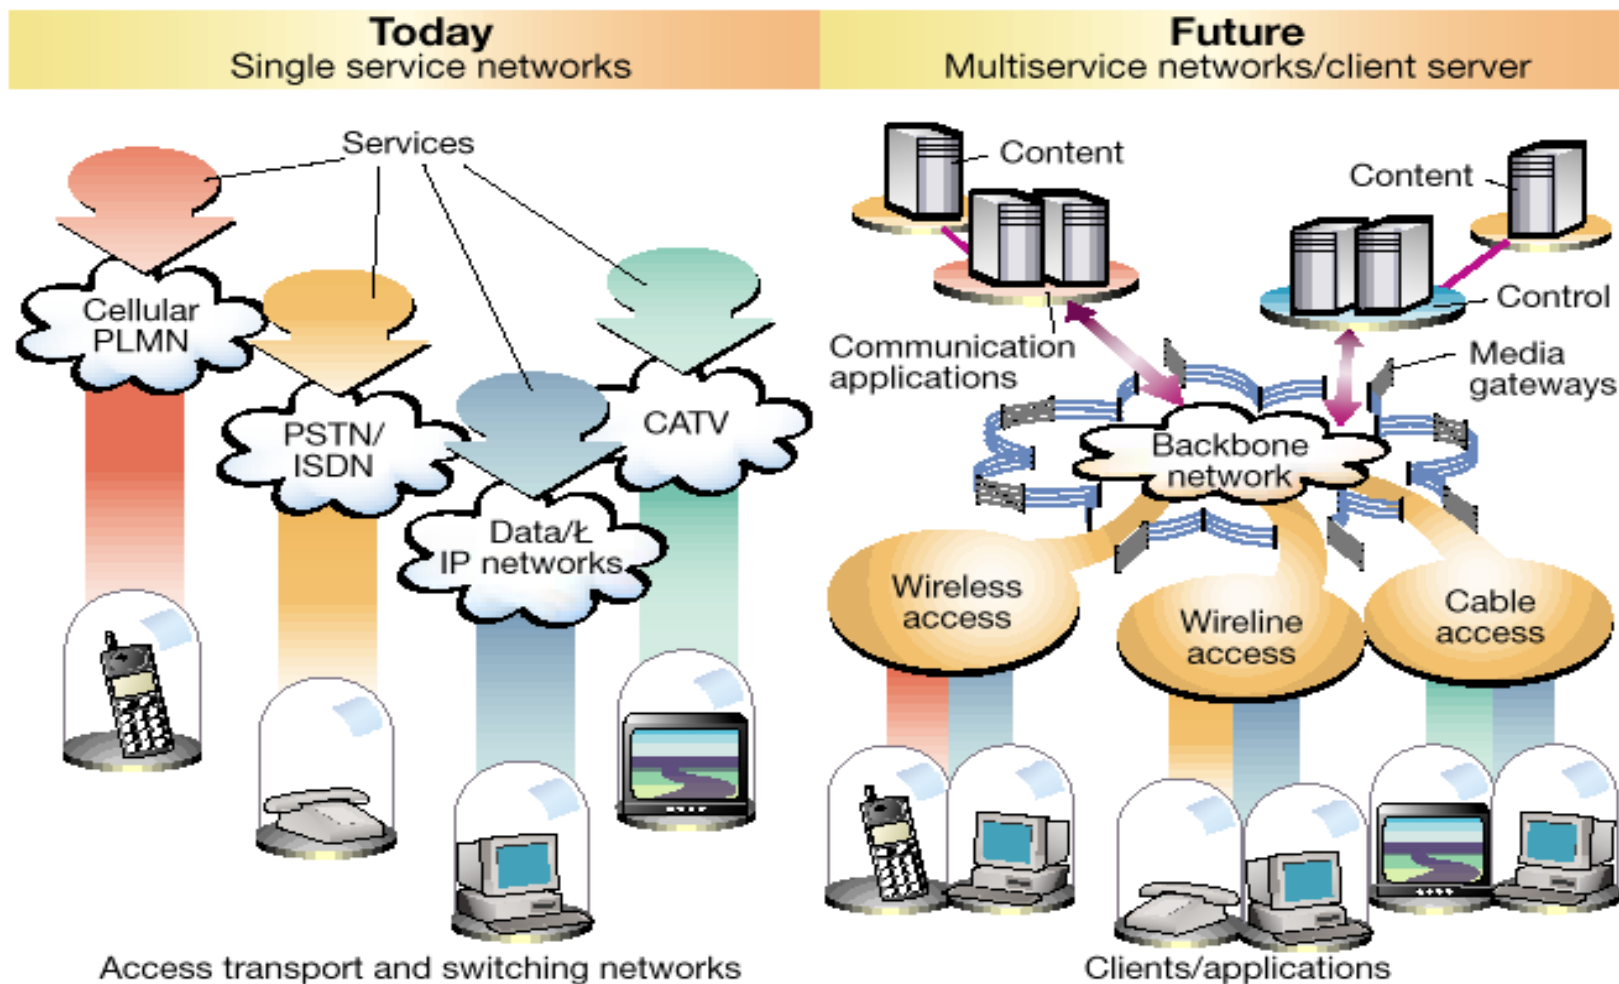 Today
Single service networks
Services
Cellular
PLMN
PSTN/
ISDN
CATV
Data/Ł
IP networks
Access transport and switching networks
Future
Multiservice networks/client server
Content
Content
Control
Communication
applications
Media
gateways
Backbone
network
Wireless
access
Wireline
access
Cable
access
Clients/applications